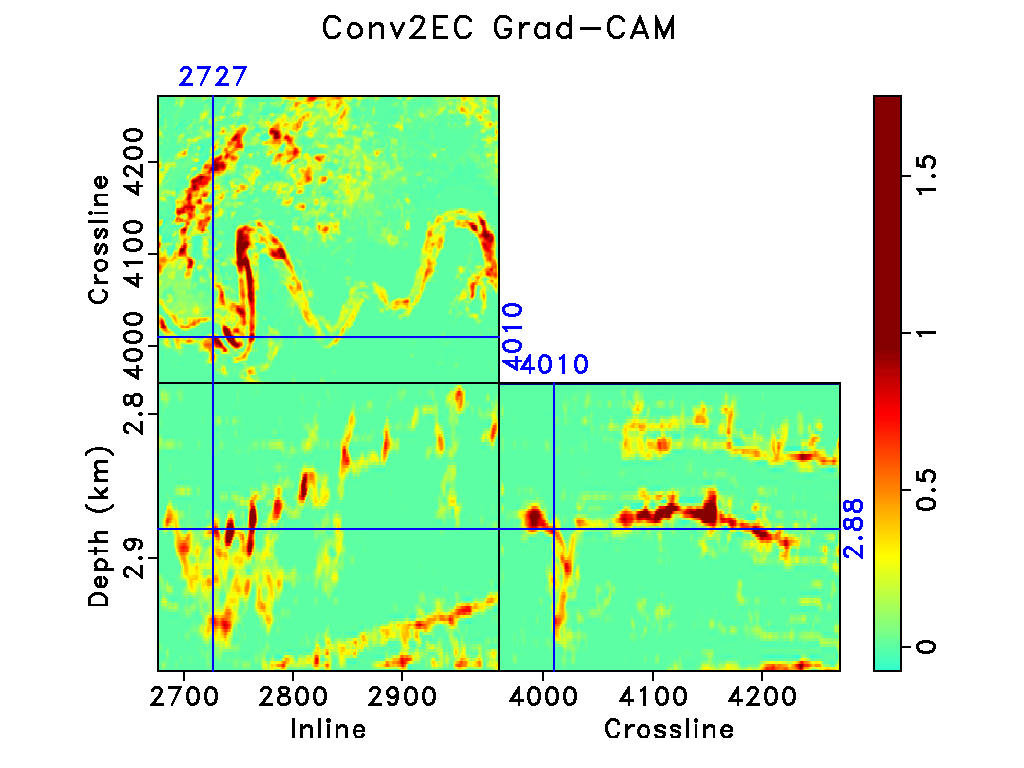 Conv2EC Grad-CAM
2727
Crossline
4200
4100
4000
4010
4010
1.5
1
0.5
0
Depth (km)
2.8
2.9
2.88
2700 2800 2900
4000 4100 4200
Inline
Crossline